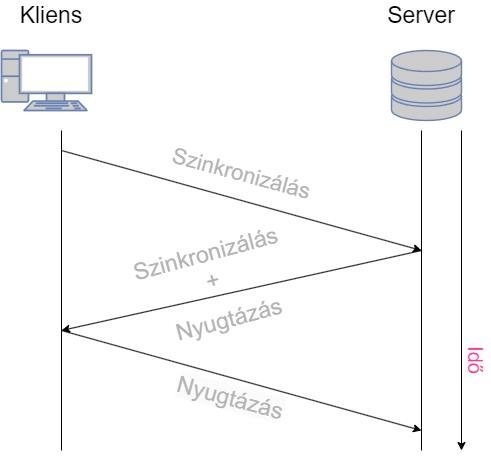 Kliens
Server
Szinkronizálás
Szinkronizálás
+
Nyugtázás
Idő
Nyugtázás